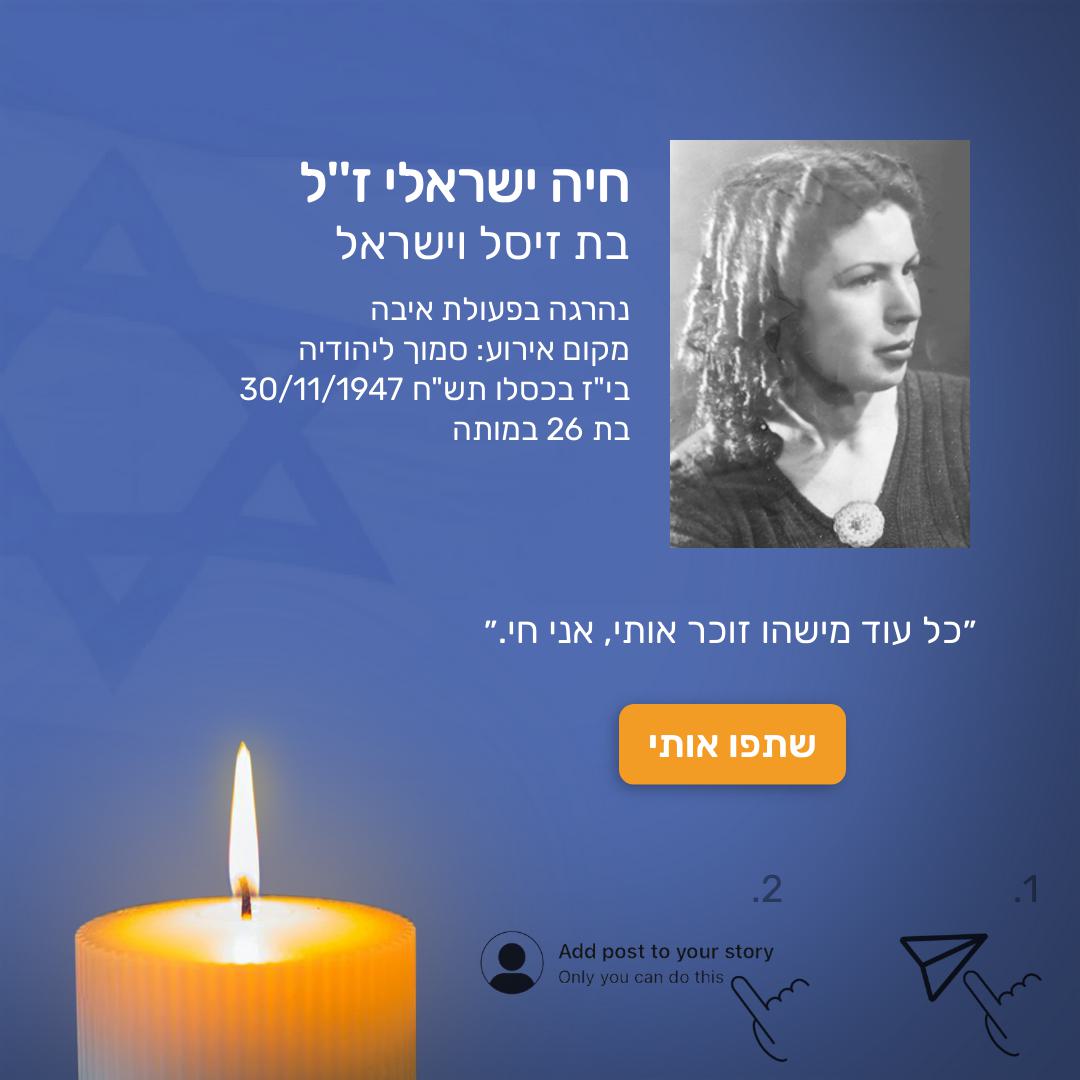 חיה ישראלי ז"ל
בת זיסל וישראל
נהרגה בפעולת איבה
מקום אירוע: סמוך ליהודיה
בי"ז בכסלו תש"ח 30/11/1947
בת 26 במותה
״כל עוד מישהו זוכר אותי, אני חי.״
שתפו אותי
1.
2.
Add post to your story
Only you can do this